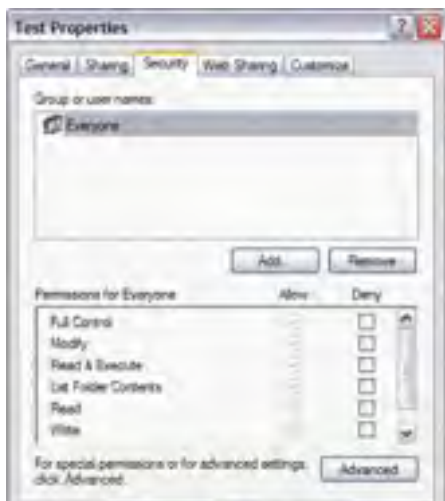 Test Properties
General Sharing Security Web Sharing Customize
Group or user names:
Everyone
Add... Remove
Permissions for Everyone Allow Deny
Full Control
Modify
Read & Execute
List Folder Contents
Read
Write
For special permissions or for advanced settings,
click Advanced.
Advanced